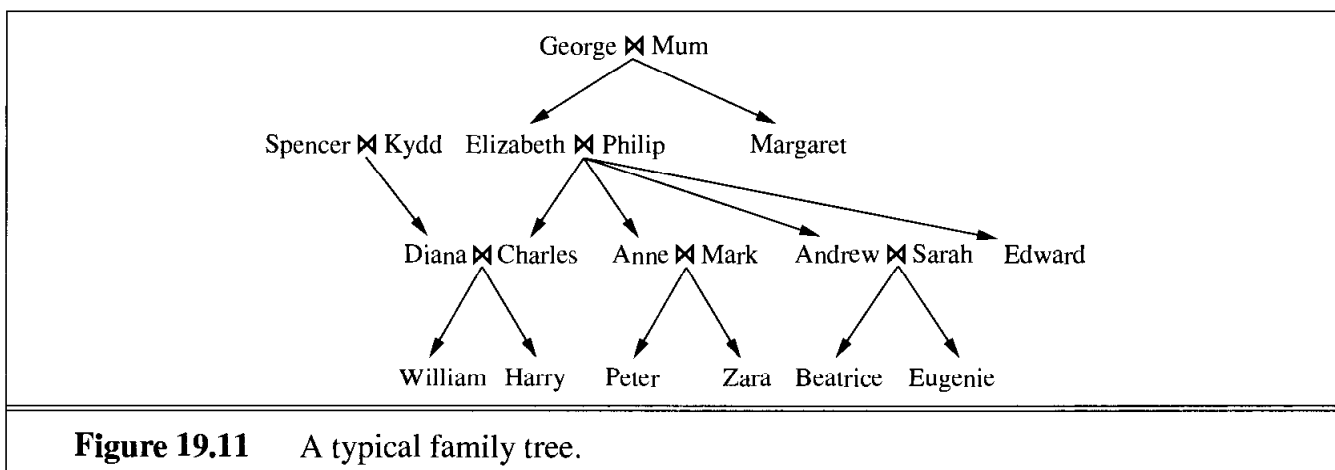 George ⋈ Mum
Spencer ⋈ Kydd Elizabeth ⋈ Philip Margaret
Diana ⋈ Charles Anne ⋈ Mark Andrew ⋈ Sarah Edward
William Harry Peter Zara Beatrice Eugenie
Figure 19.11 A typical family tree.